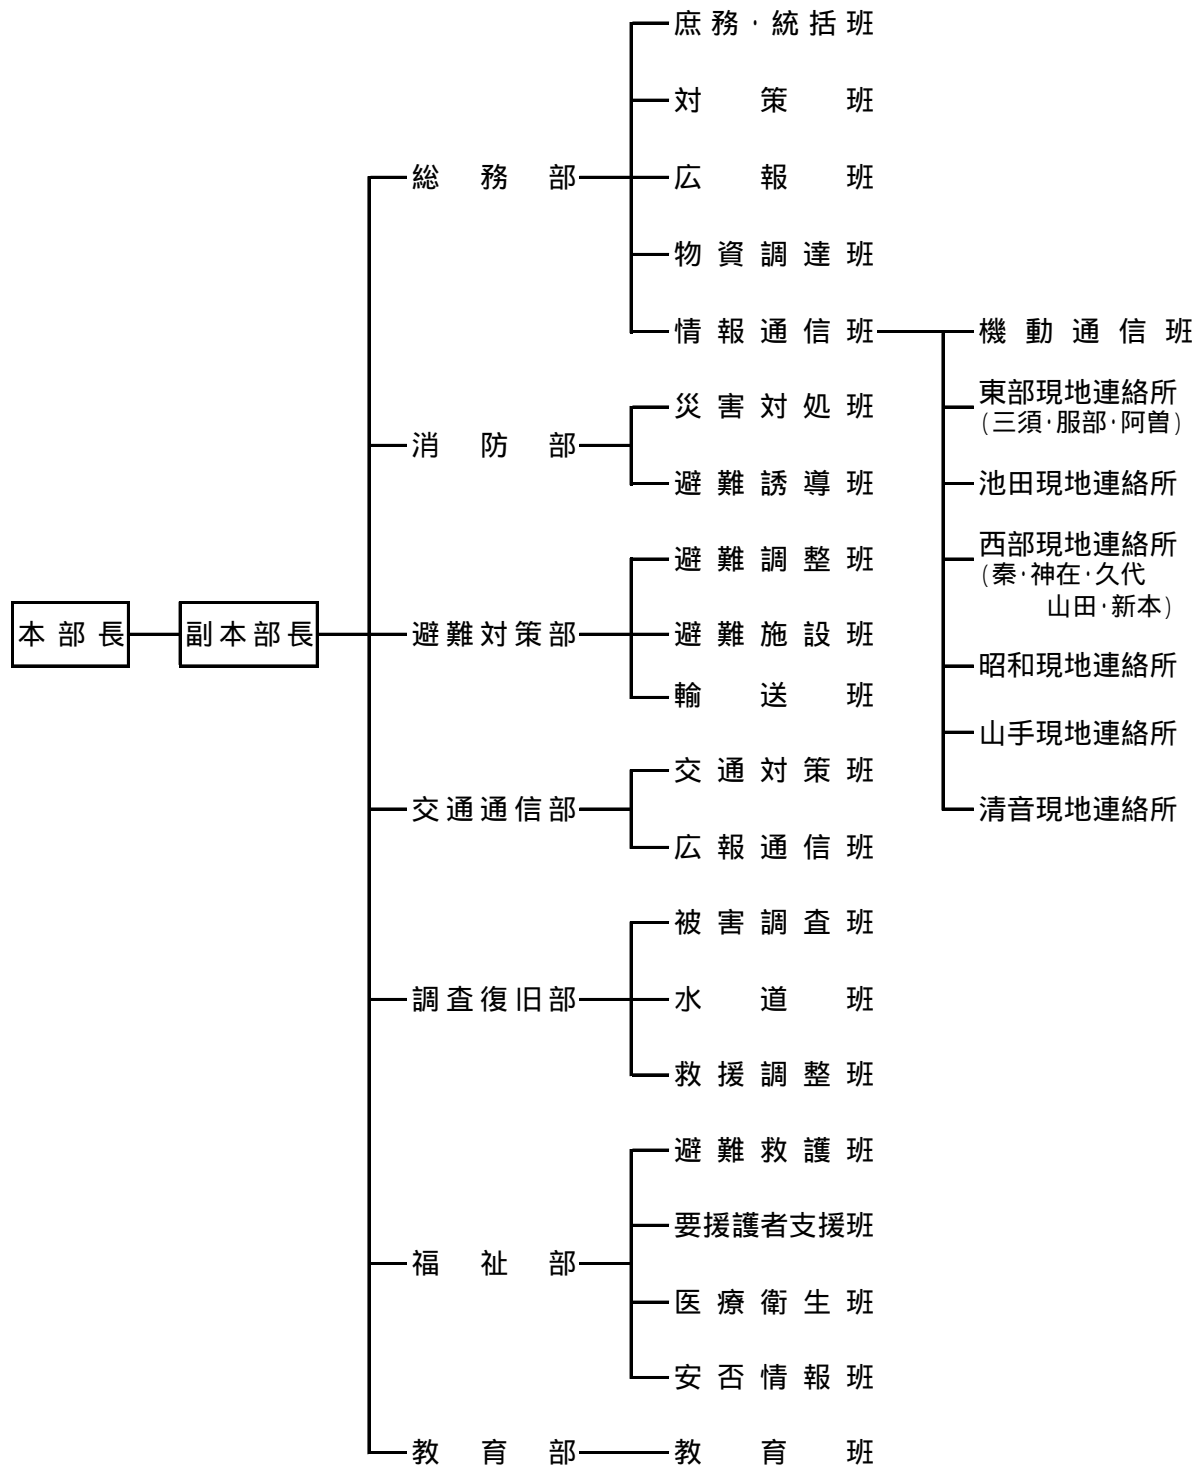 本部長
副本部長
総務部
庶務・統括班
対策班
広報班
物資調達班
情報通信班
機動通信班
東部現地連絡所
(三須・服部・阿曽)
池田現地連絡所
西部現地連絡所
(秦・神在・久代
山田・新本)
昭和現地連絡所
山手現地連絡所
清音現地連絡所
消防部
災害対処班
避難誘導班
避難対策部
避難調整班
避難施設班
輸送班
交通通信部
交通対策班
広報通信班
調査復旧部
被害調査班
水道班
救援調整班
福祉部
避難救護班
要援護者支援班
医療衛生班
安否情報班
教育部
教育班